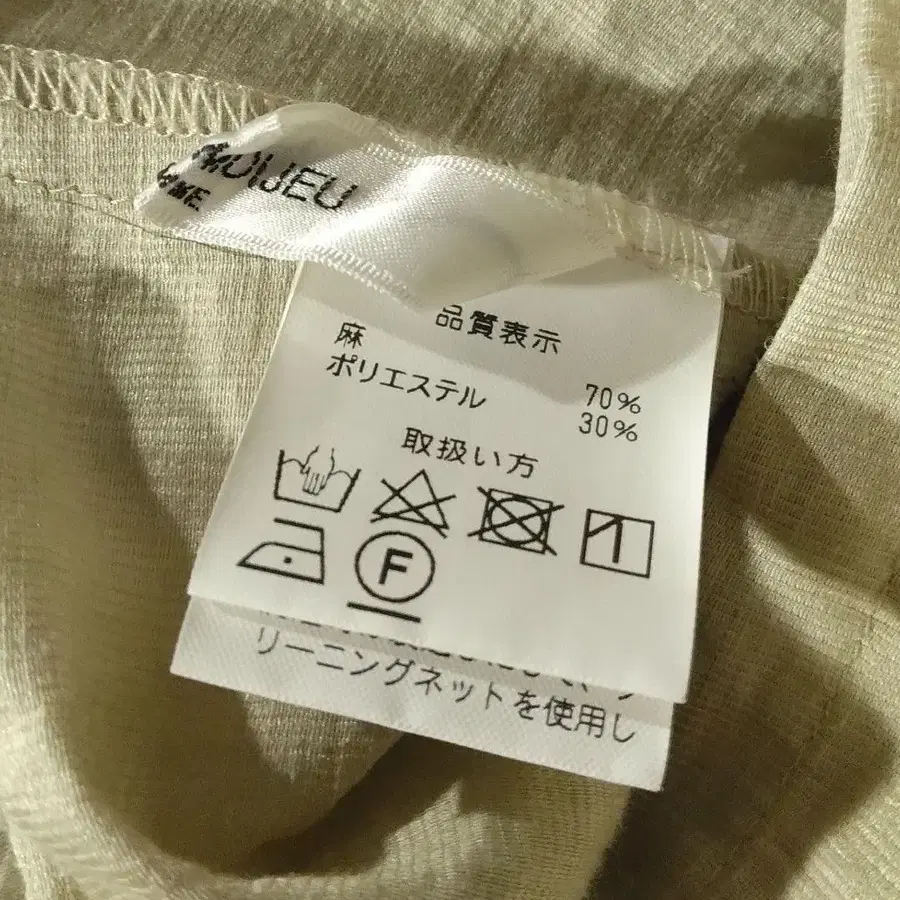 品質表示
麻 70%
ポリエステル 30%
取扱い方
F
リーニングネットを使用し